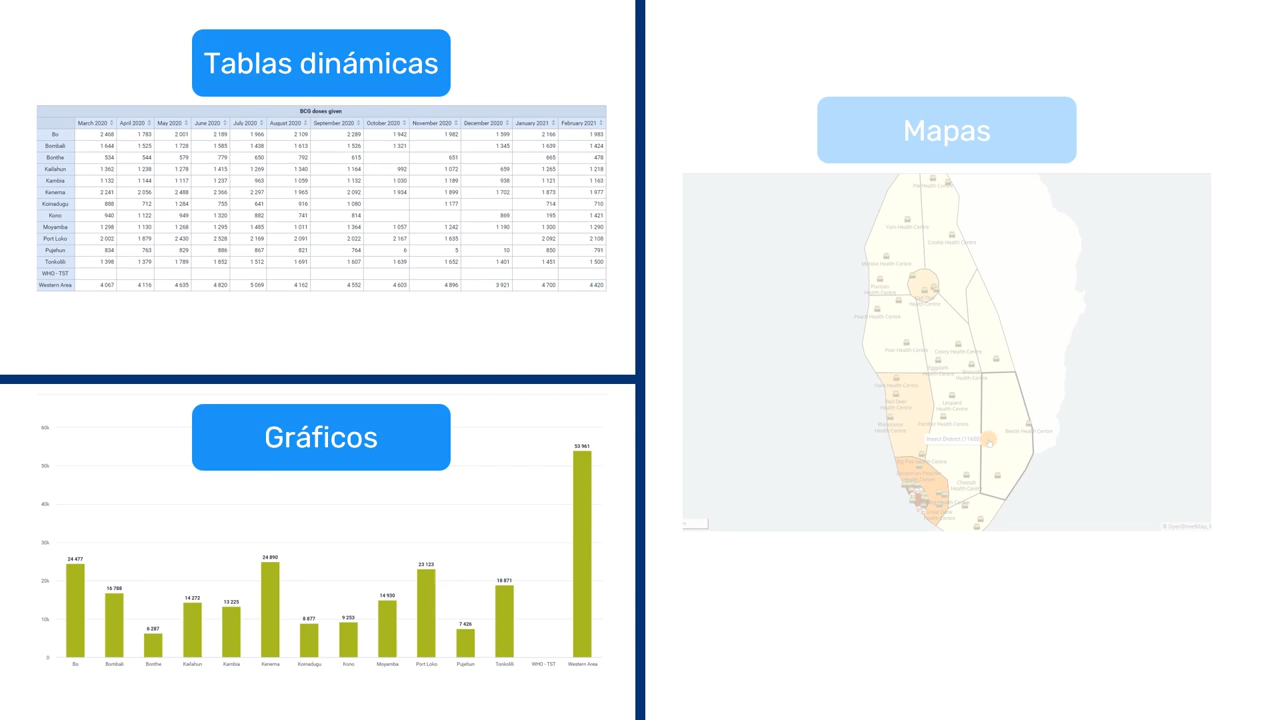 Tablas dinámicas
BCG doses given
March 2020 April 2020 May 2020 June 2020 July 2020 August 2020 September 2020 October 2020 November 2020 December 2020 January 2021 February 2021
Bo 2 468 1 783 2 001 2 189 1 966 2 109 2 289 1 942 1 982 1 599 2 166 1 983
Bombali 1 644 1 525 1 728 1 585 1 438 1 613 1 526 1 321 1 345 1 639 1 424
Bonthe 534 544 579 779 650 792 615 651 665 478
Kailahun 1 362 1 238 1 278 1 415 1 269 1 340 1 164 992 1 072 659 1 265 1 218
Kambia 1 132 1 144 1 117 1 237 963 1 059 1 132 1 030 1 189 938 1 121 1 163
Kenema 2 241 2 056 2 488 2 366 2 297 1 965 2 092 1 934 1 899 1 702 1 873 1 977
Koinadugu 888 712 1 284 755 641 916 1 080 1 177 714 710
Kono 940 1 122 949 1 320 882 741 814 869 195 1 421
Moyamba 1 298 1 130 1 268 1 295 1 485 1 011 1 364 1 057 1 242 1 190 1 300 1 290
Port Loko 2 002 1 879 2 430 2 528 2 169 2 091 2 022 2 167 1 635 2 092 2 108
Pujehun 834 763 829 886 867 821 764 6 5 10 850 791
Tonkolili 1 398 1 379 1 789 1 852 1 512 1 691 1 607 1 639 1 652 1 401 1 451 1 500
WHO - TST
Western Area 4 067 4 116 4 635 4 820 5 069 4 162 4 552 4 603 4 896 3 921 4 700 4 420
Gráficos
60k
50k
40k
30k
20k
10k
0
24 477
16 788
6 287
14 272
13 225
24 890
8 877
9 253
14 930
23 123
7 426
18 871
53 961
Bo Bombali Bonthe Kailahun Kambia Kenema Koinadugu Kono Moyamba Port Loko Pujehun Tonkolili WHO - TST Western Area
Mapas
Health Centre
Health Centre
Health Centre
Health Centre
Leopard
Health Centre
Cheetah
Health Centre